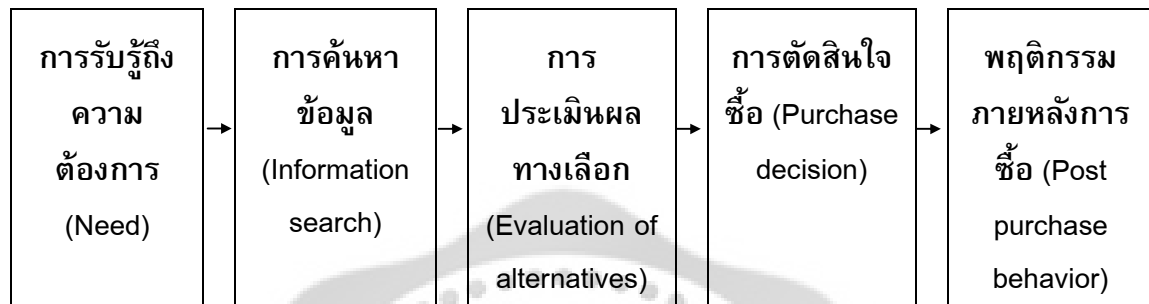 การรับรู้ถึง
ความ
ต้องการ
(Need)
การค้นหา
ข้อมูล
(Information
search)
การ
ประเมินผล
ทางเลือก
(Evaluation of
alternatives)
การตัดสินใจ
ซื้อ (Purchase
decision)
พฤติกรรม
ภายหลังการ
ซื้อ (Post
purchase
behavior)